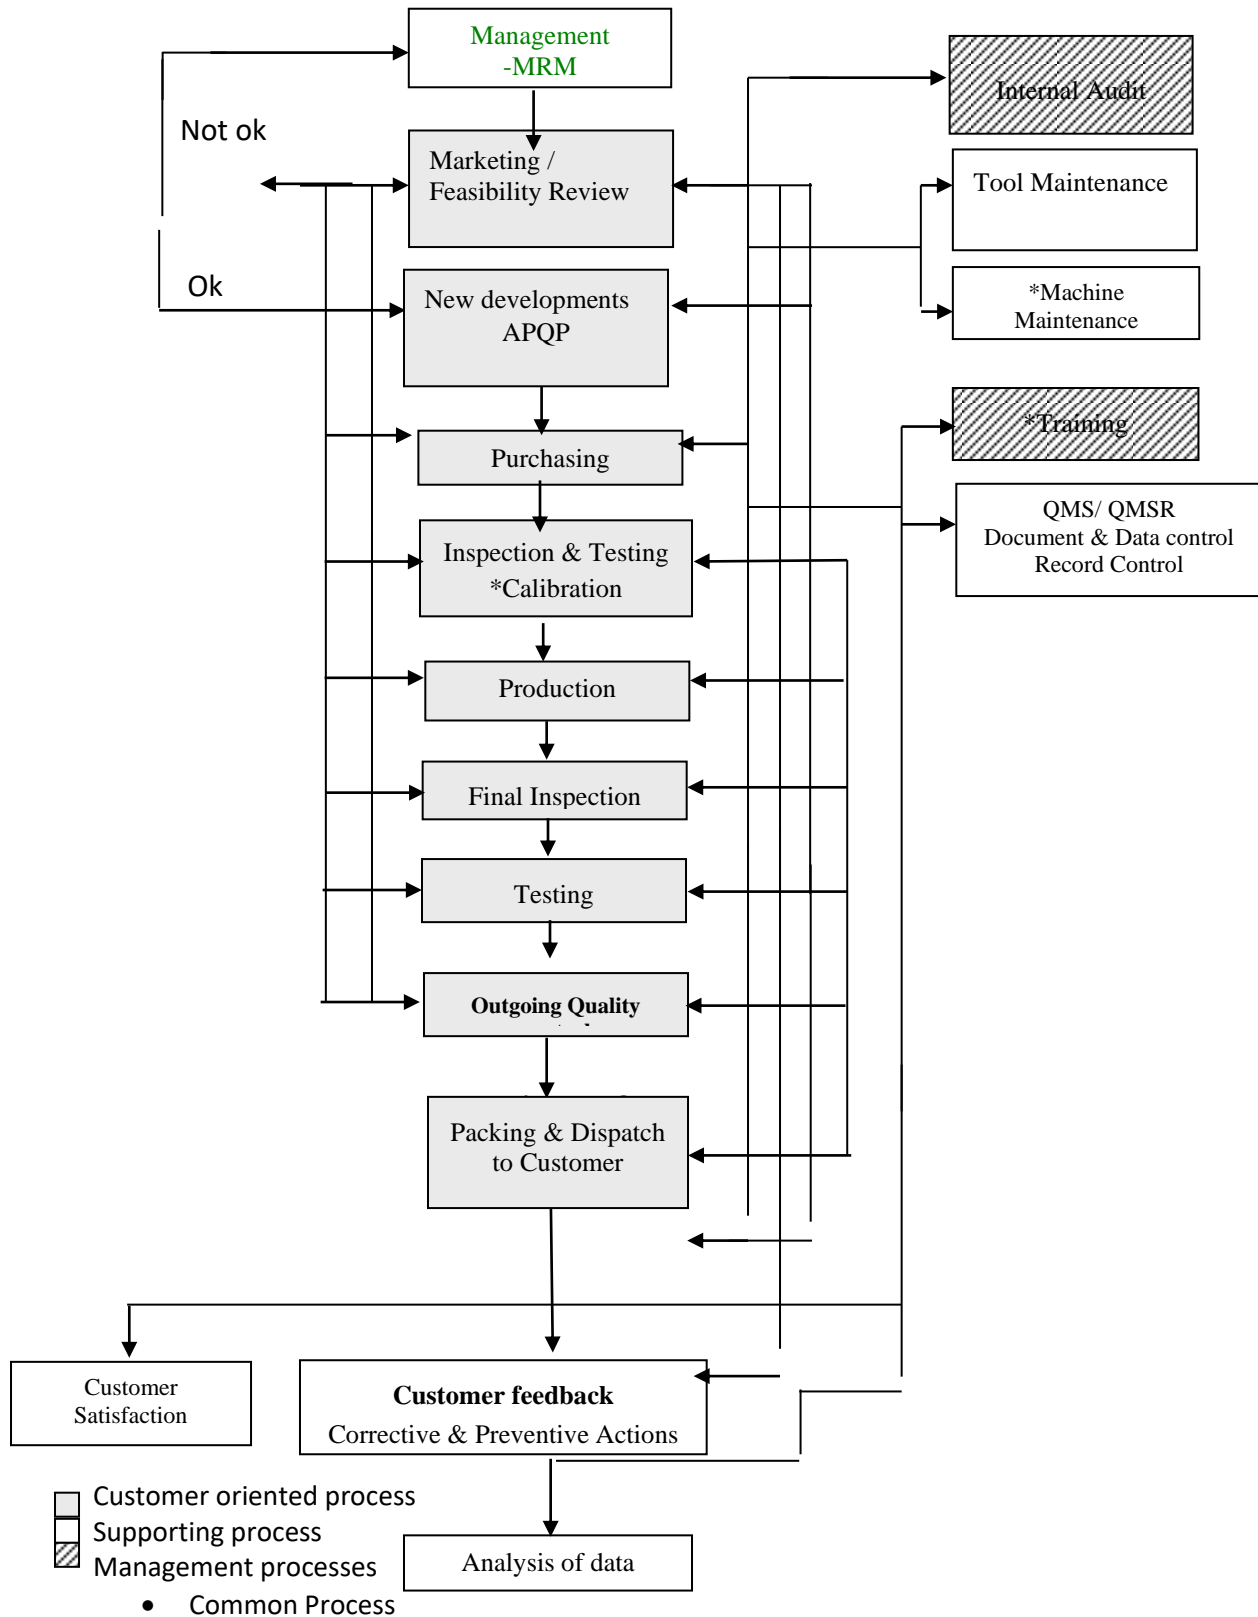 Management
-MRM
Internal Audit
Not ok
Marketing /
Feasibility Review
Tool Maintenance
Ok
New developments
APQP
*Machine
Maintenance
*Training
Purchasing
QMS/ QMSR
Document & Data control
Record Control
Inspection & Testing
*Calibration
Production
Final Inspection
Testing
Outgoing Quality
Packing & Dispatch
to Customer
Customer
Satisfaction
Customer feedback
Corrective & Preventive Actions
Customer oriented process
Supporting process
Management processes
Analysis of data
• Common Process